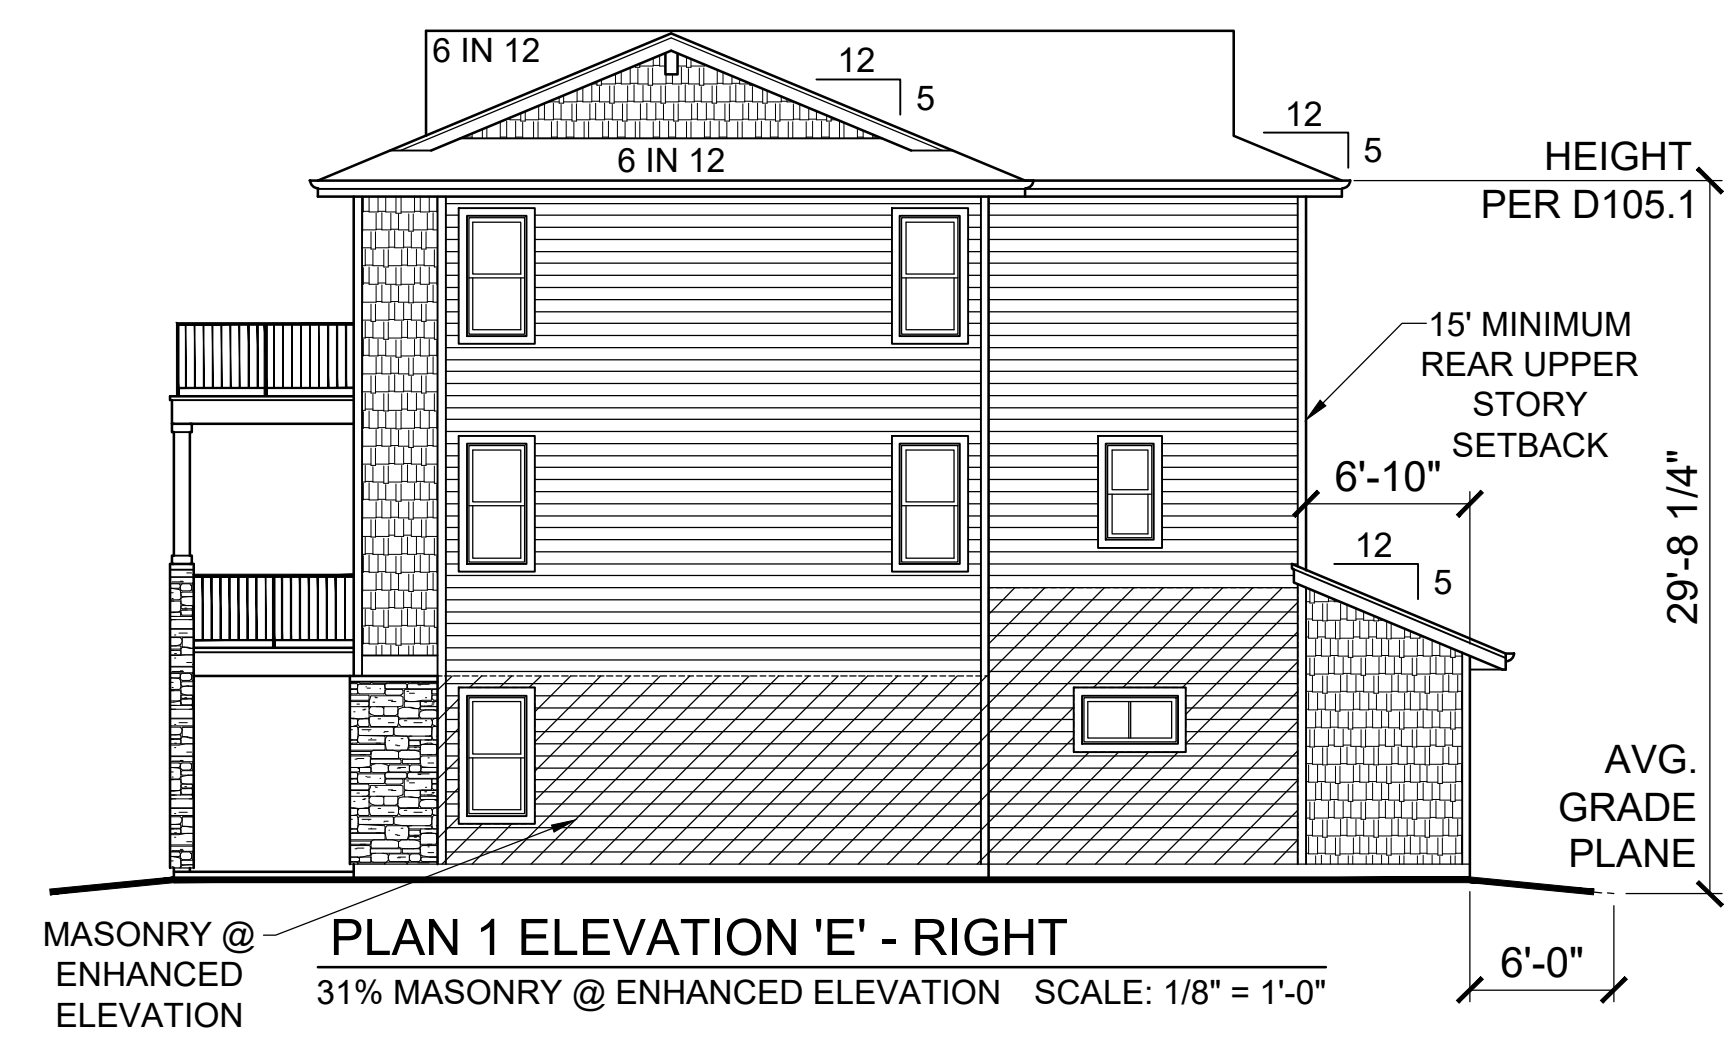 6 IN 12
12
5
12
5
6 IN 12
HEIGHT
PER D105.1
15' MINIMUM
REAR UPPER
STORY
SETBACK
6'-10"
29'-8 1/4"
12
5
AVG.
GRADE
PLANE
MASONRY @
ENHANCED
ELEVATION
PLAN 1 ELEVATION 'E' - RIGHT
31% MASONRY @ ENHANCED ELEVATION SCALE: 1/8" = 1'-0"
6'-0"